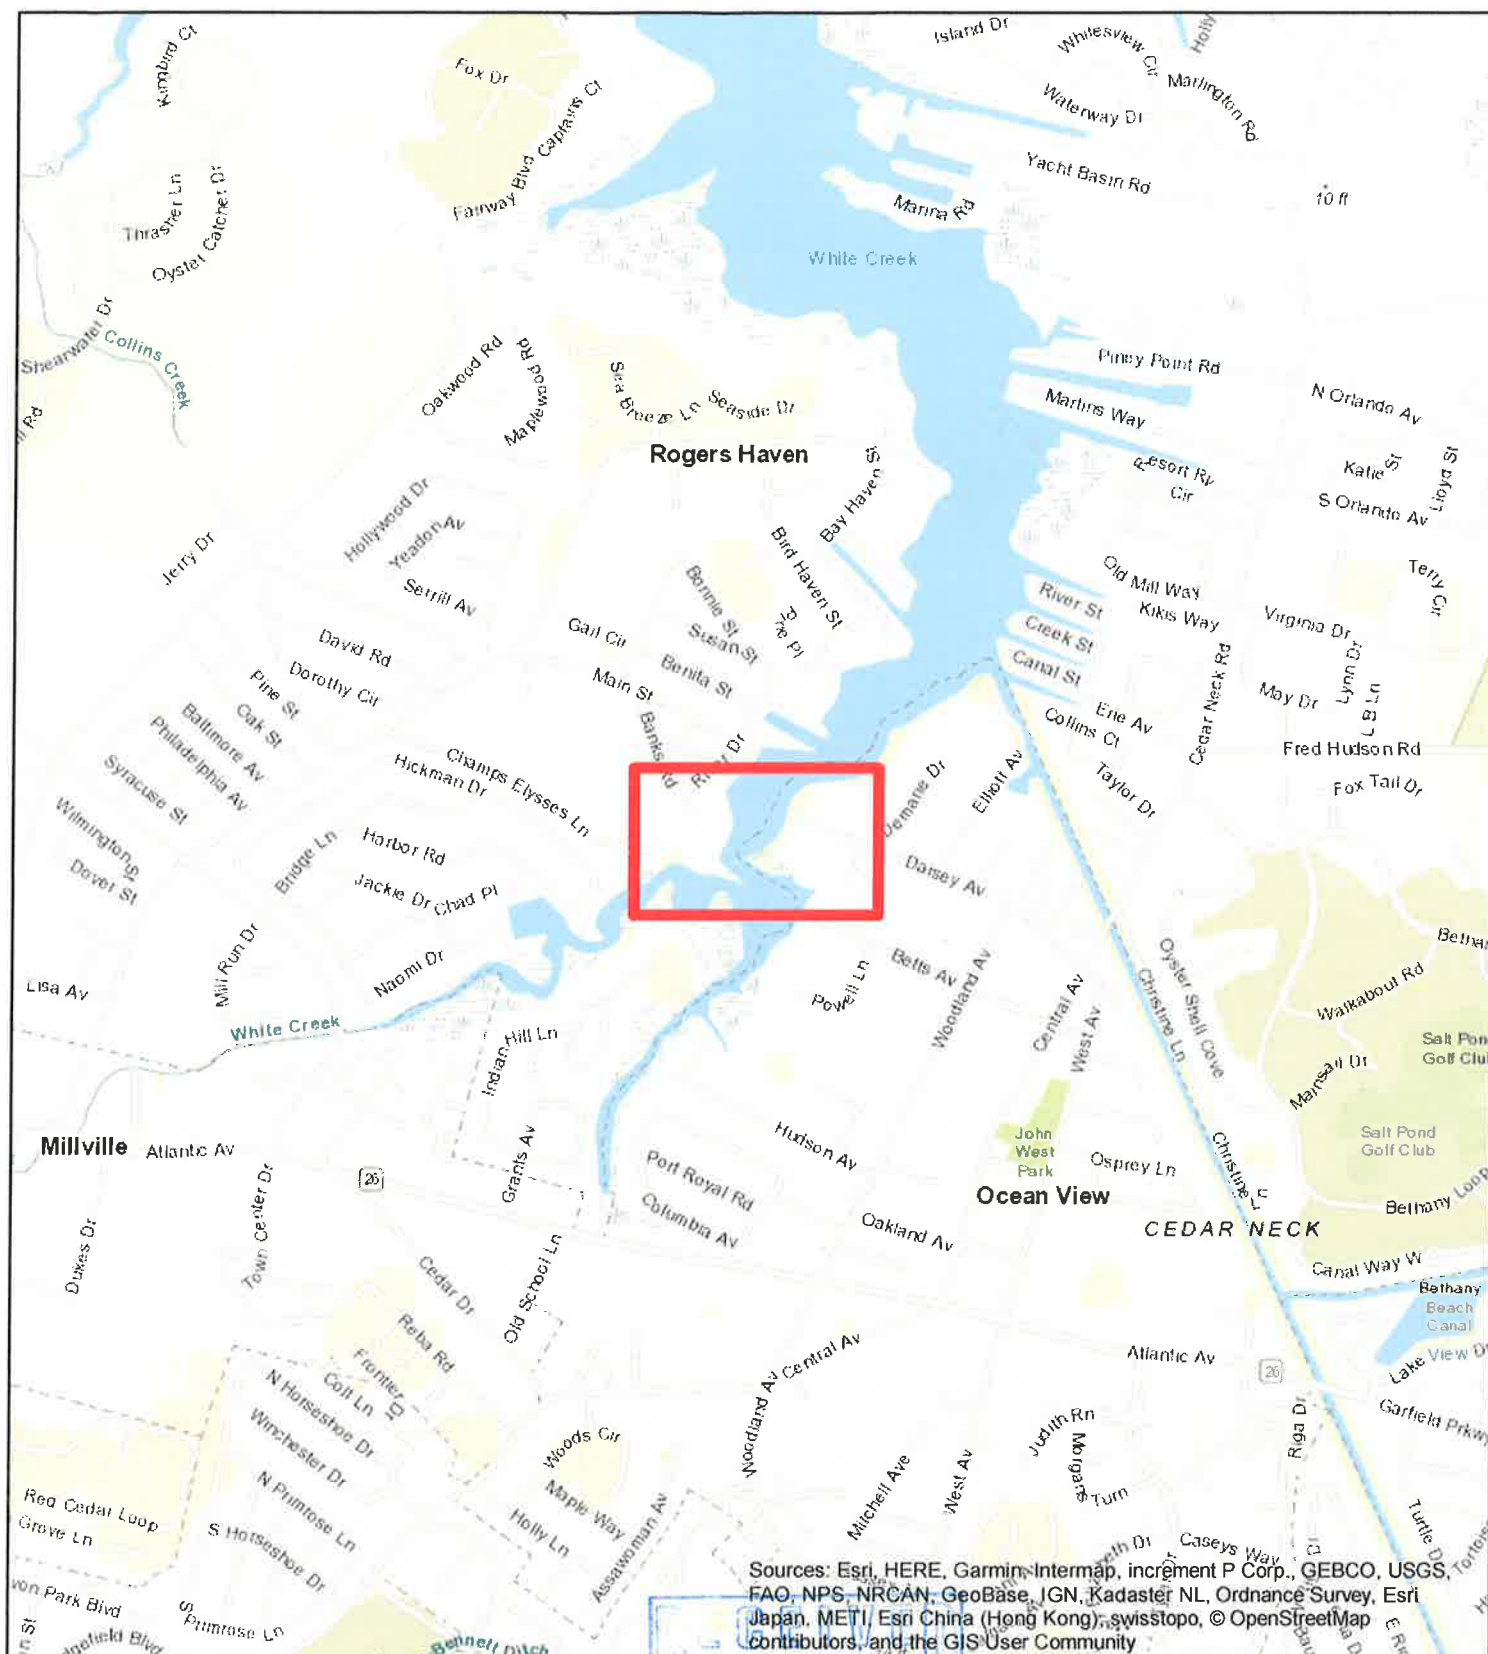 Kingbird Ct
Fox Dr
Captains Ct
Fairway Blvd
Island Dr
Whitesview Cir
Holly
Marlington Rd
Waterway Dr
Yacht Basin Rd
10 ft
Marina Rd
White Creek
Thrasher Ln
Oyster Catcher Dr
Shearwater Dr
Collins Creek
Oakwood Rd
Maplewood Rd
Sea Breeze Ln
Seaside Dr
Rogers Haven
Piney Point Rd
Martins Way
N Orlando Av
Resort Rv
Cir
Katie St
Lloyd St
S Orlando Av
Bay Haven St
Bird Haven St
Hollywood Dr
Yeadon Av
Jerry Dr
Serrill Av
Bonnie St
Susan St
Pine Pl
Gail Cir
Benita St
Main St
Banks Rd
River Dr
Old Mill Way
Kikis Way
River St
Creek St
Canal St
Virginia Dr
Terry Cir
Lynn Dr
May Dr
L B Ln
Cedar Neck Rd
Erie Av
Collins Ct
Fred Hudson Rd
Fox Tail Dr
Taylor Dr
Elliott Av
Demarie Dr
Darsey Av
David Rd
Dorothy Cir
Pine St
Oak St
Baltimore Av
Philadelphia Av
Syracuse St
Wilmington St
Dover St
Champs Elysses Ln
Hickman Dr
Bridge Ln
Harbor Rd
Jackie Dr
Chad Pl
Mill Run Dr
Naomi Dr
Lisa Av
White Creek
Indian Hill Ln
Powell Ln
Betts Av
Woodland Av
Central Av
West Av
Christine Ln
Oyster Shell Cove
Walkabout Rd
Mainsail Dr
Salt Pond
Golf Club
John
West
Park
Osprey Ln
Christine Ln
Ocean View
CEDAR NECK
Bethany Loop
Canal Way W
Bethany
Beach
Canal
Lake View Dr
Millville
Atlantic Av
26
Grants Av
Port Royal Rd
Columbia Av
Hudson Av
Oakland Av
Dukes Dr
Town Center Dr
Old School Ln
Cedar Dr
Reba Rd
Frontier Dr
Colt Ln
N Horseshoe Dr
Winchester Dr
N Primrose Ln
S Horseshoe Dr
S Primrose Ln
Red Cedar Loop
Grove Ln
Woods Cir
Maple Way
Holly Ln
Assawoman Av
Woodland Av
Central Av
Atlantic Av
26
Garfield Prkwy
Riga Dr
Judith Rn
Morgans Turn
Mitchell Ave
West Av
Caseys Way
Bennett Ditch
Sources: Esri, HERE, Garmin, Intermap, increment P Corp., GEBCO, USGS,
FAO, NPS, NRCAN, GeoBase, IGN, Kadaster NL, Ordnance Survey, Esri
Japan, METI, Esri China (Hong Kong), swisstopo, © OpenStreetMap
contributors, and the GIS User Community